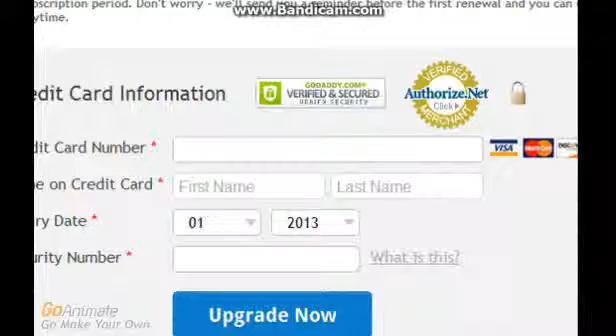 bscription period. Don't worry - we'll send you a reminder before the first renewal and you can
ytime.
www.Bandicam.com
edit Card Information
GODADDY.COM®
VERIFIED & SECURED
VERIFY SECURITY
VERIFIED
Authorize.Net
Click
MERCHANT
dit Card Number *
VISA
MasterCard
DISC
e on Credit Card *
First Name
Last Name
ry Date *
01
2013
urity Number *
What is this?
GoAnimate
Go Make Your Own.
Upgrade Now